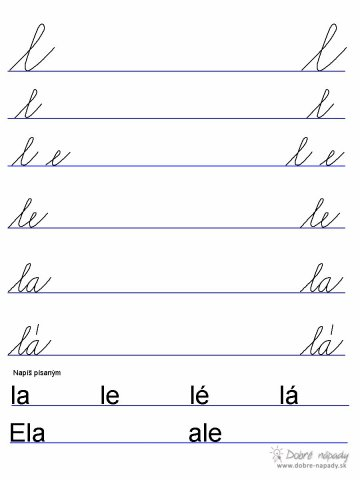 l l
l l
l e l e
le le
la la
lá lá
Napíš písaným
la le lé lá
Ela ale
Dobré nápady
www.dobre-napady.sk